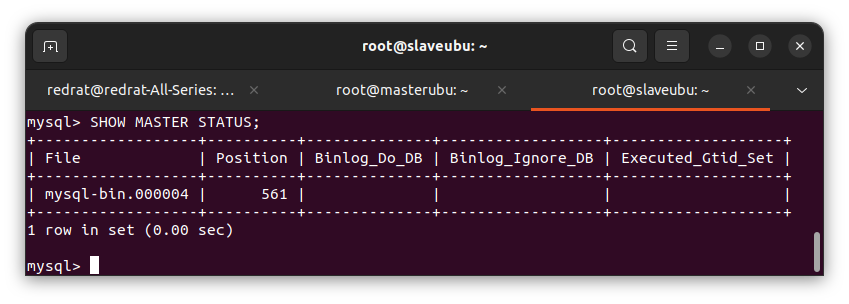 root@slaveubu: ~
redrat@redrat-All-Series: ... root@masterubu: ~ root@slaveubu: ~
mysql> SHOW MASTER STATUS;
+------------------+----------+--------------+------------------+-------------------+
| File             | Position | Binlog_Do_DB | Binlog_Ignore_DB | Executed_Gtid_Set |
+------------------+----------+--------------+------------------+-------------------+
| mysql-bin.000004 |      561 |              |                  |                   |
+------------------+----------+--------------+------------------+-------------------+
1 row in set (0.00 sec)
mysql>